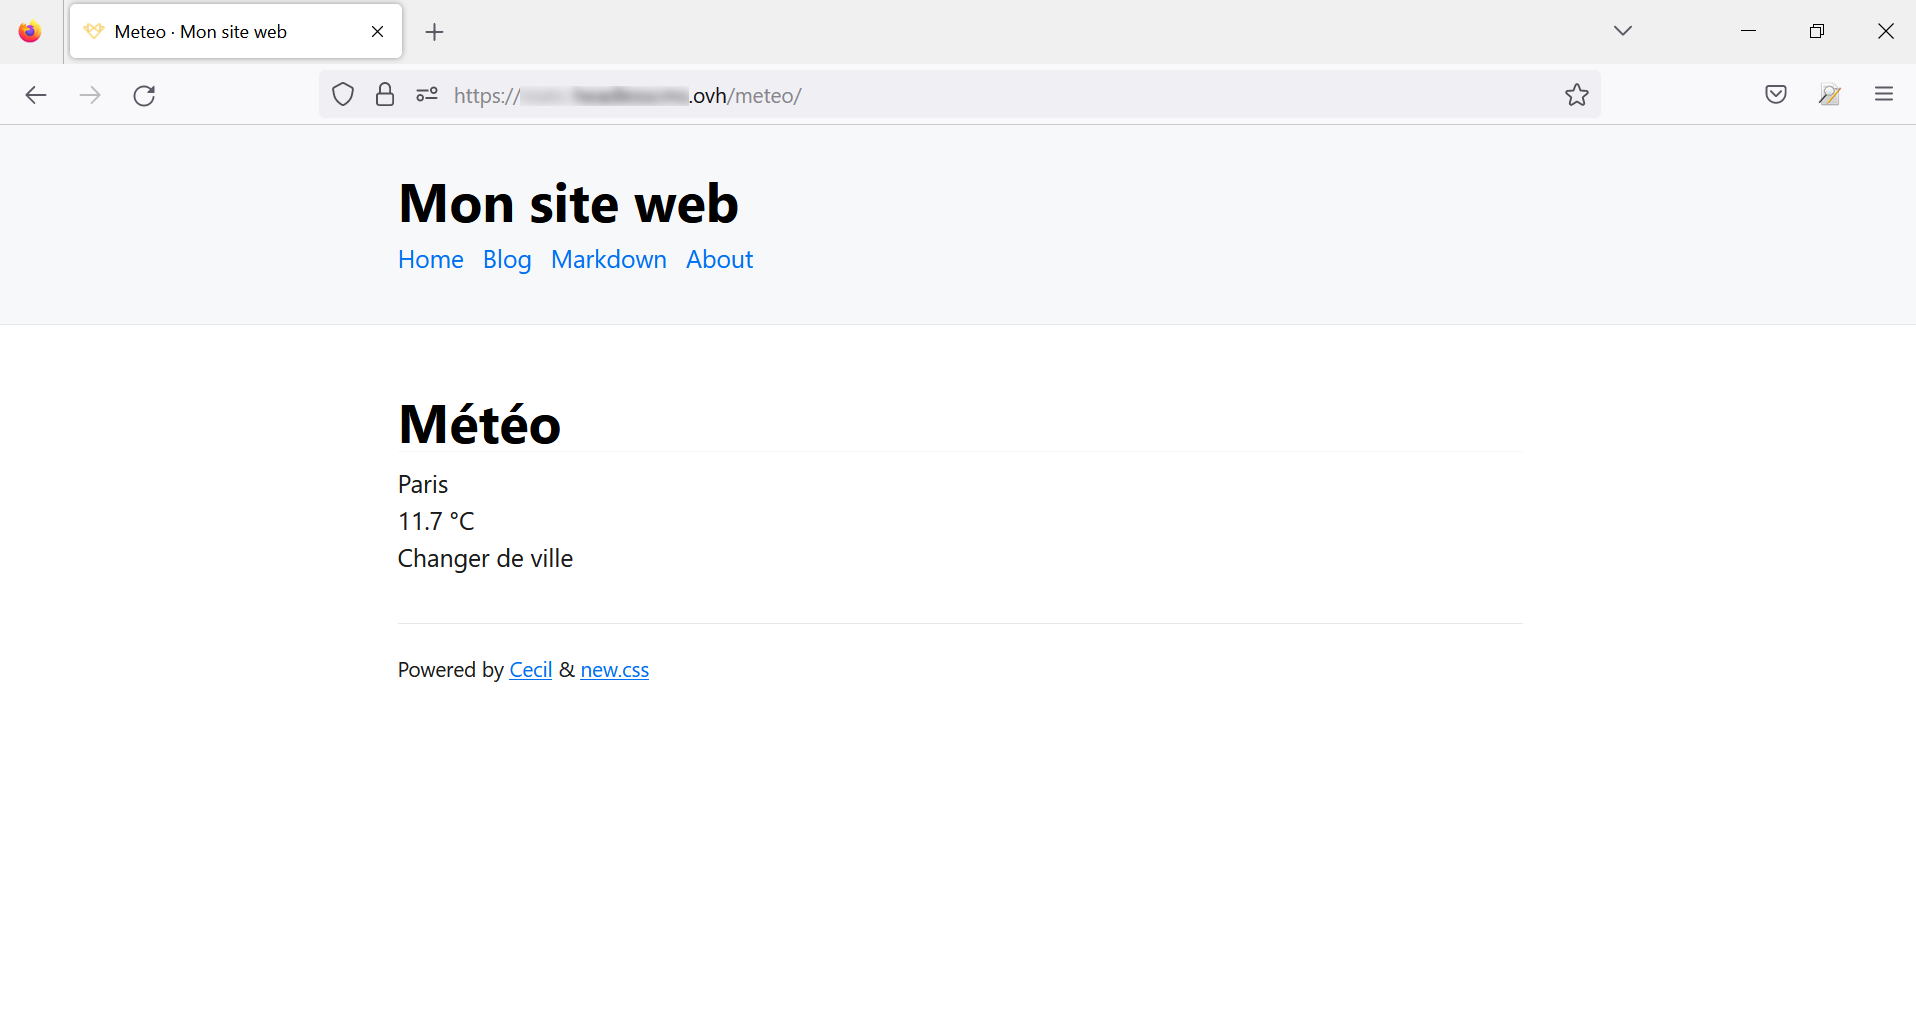 Meteo · Mon site web
https:// .ovh/meteo/
Mon site web
Home Blog Markdown About
Météo
Paris
11.7 °C
Changer de ville
Powered by Cecil & new.css